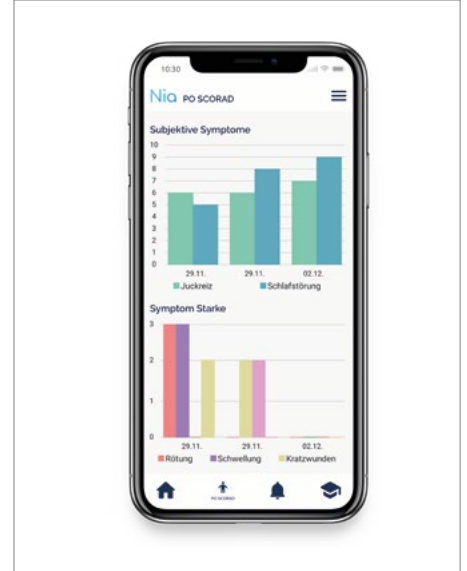 10:30
Nia PO SCORAD
Subjektive Symptome
10
9
8
7
6
5
4
3
2
1
0
29.11. 29.11. 02.12.
Juckreiz Schlafstörung
Symptom Starke
3
2
1
0
29.11. 29.11. 02.12.
Rötung Schwellung Kratzwunden
PO SCORAD